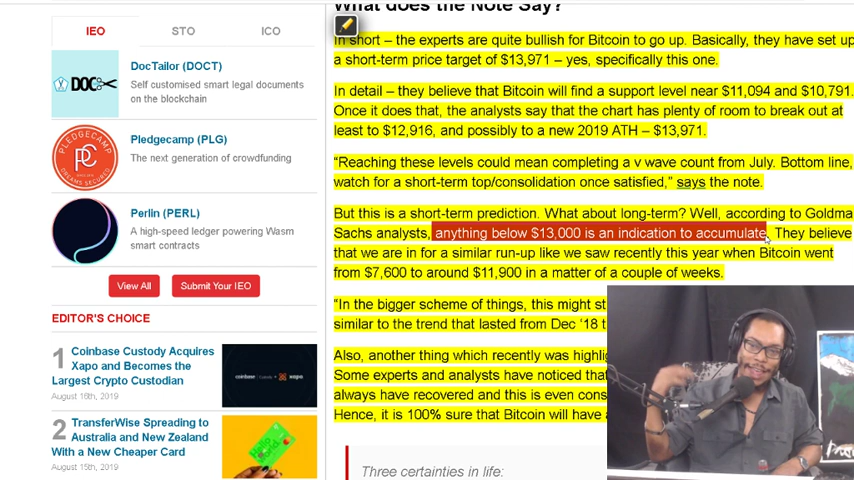 What does the Note Say?
IEO
STO
ICO
DOC
DocTailor (DOCT)
Self customised smart legal documents
on the blockchain
PLEDGECAMP
PC
DREAMS SECURED
Pledgecamp (PLG)
The next generation of crowdfunding
Perlin (PERL)
A high-speed ledger powering Wasm
smart contracts
View All
Submit Your IEO
EDITOR'S CHOICE
1
Coinbase Custody Acquires
Xapo and Becomes the
Largest Crypto Custodian
August 16th, 2019
coinbase
xapo
2
TransferWise Spreading to
Australia and New Zealand
With a New Cheaper Card
August 15th, 2019
In short – the experts are quite bullish for Bitcoin to go up. Basically, they have set up
a short-term price target of $13,971 – yes, specifically this one.
In detail – they believe that Bitcoin will find a support level near $11,094 and $10,791.
Once it does that, the analysts say that the chart has plenty of room to break out at
least to $12,916, and possibly to a new 2019 ATH – $13,971.
“Reaching these levels could mean completing a v wave count from July. Bottom line,
watch for a short-term top/consolidation once satisfied,” says the note.
But this is a short-term prediction. What about long-term? Well, according to Goldma
Sachs analysts, anything below $13,000 is an indication to accumulate. They believe
that we are in for a similar run-up like we saw recently this year when Bitcoin went
from $7,600 to around $11,900 in a matter of a couple of weeks.
“In the bigger scheme of things, this might st
similar to the trend that lasted from Dec ‘18 t
Also, another thing which recently was highlig
Some experts and analysts have noticed that
always have recovered and this is even cons
Hence, it is 100% sure that Bitcoin will have a
Three certainties in life: